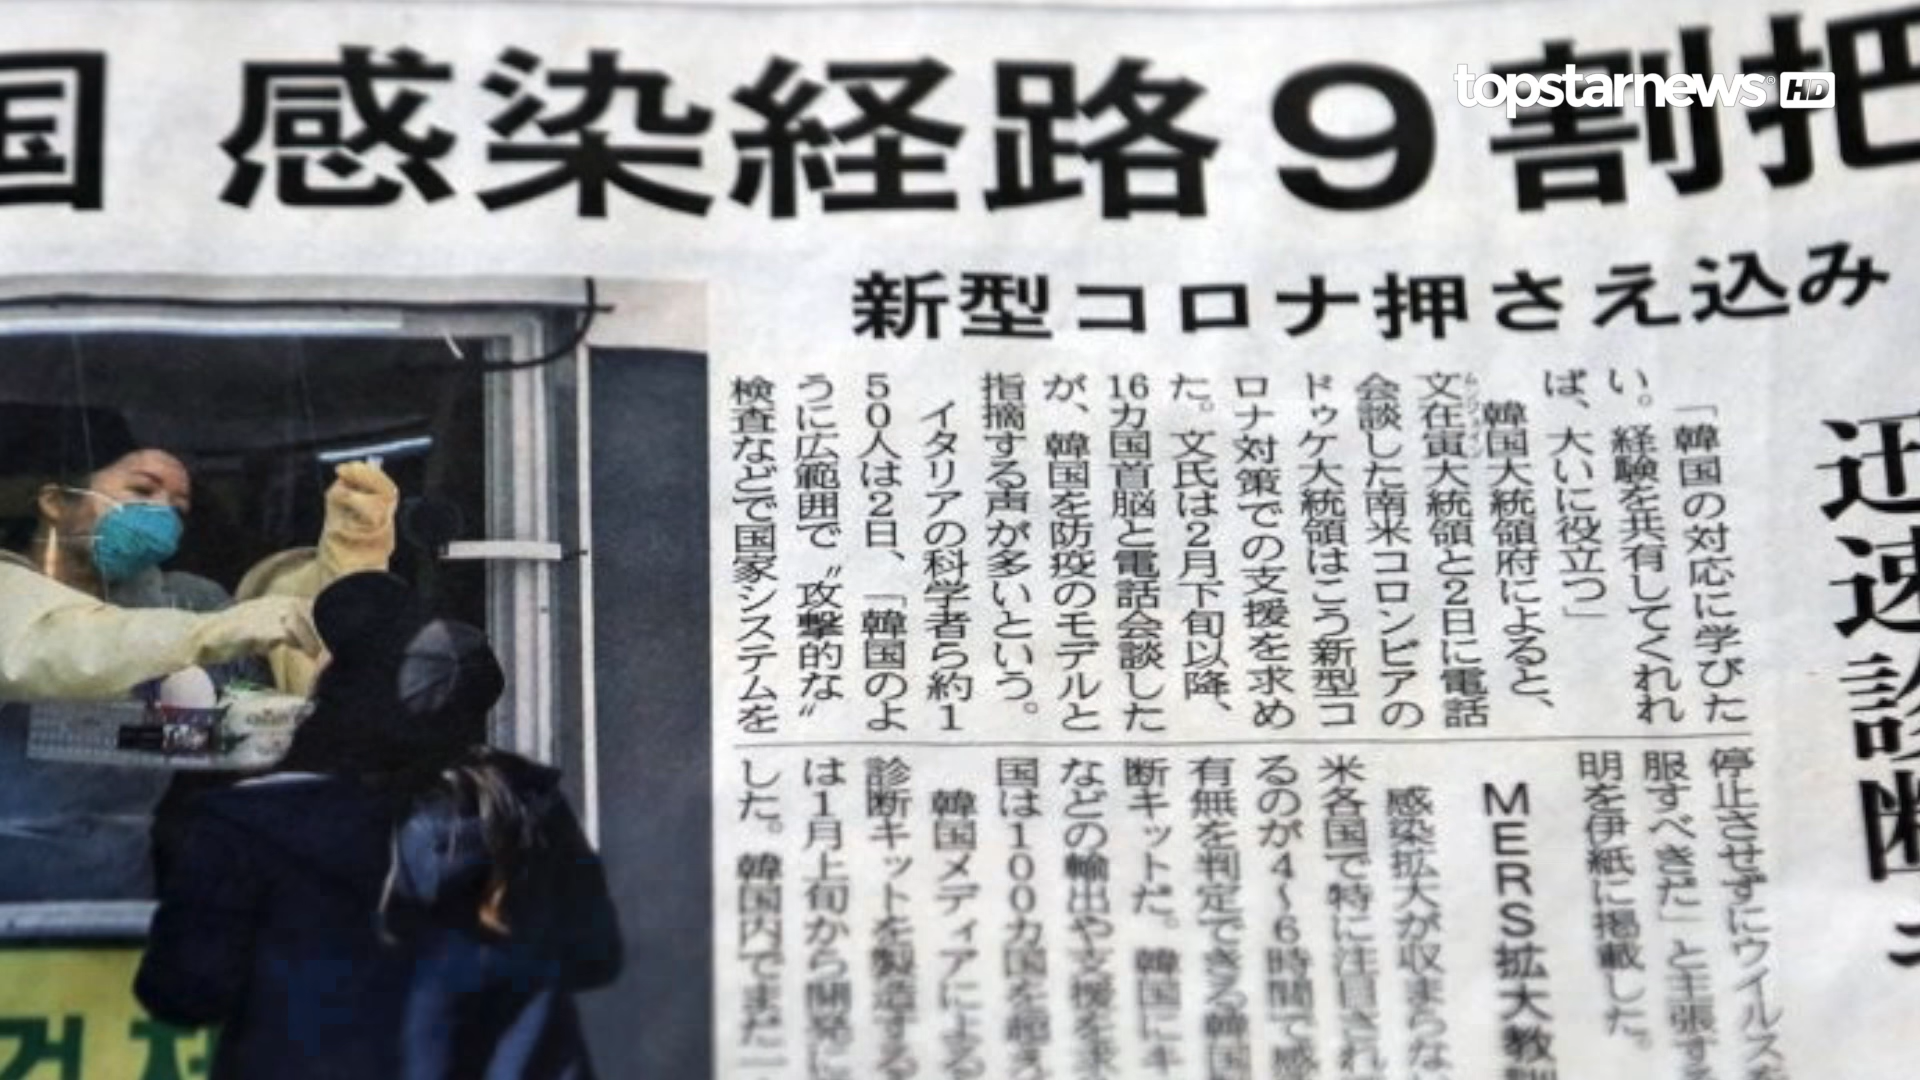 topstarnews HD
国 感染経路9割把
新型コロナ押さえ込み
迅速診断キ
「韓国の対応に学びた
い。経験を共有してくれれ
ば、大いに役立つ」
韓国大統領府によると、
文在寅大統領と2日に電話
会談した南米コロンビアの
ドゥケ大統領はこう新型コ
ロナ対策での支援を求め
た。文氏は2月下旬以降、
16カ国首脳と電話会談した
が、韓国を防疫のモデルと
指摘する声が多いという。
イタリアの科学者ら約1
50人は2日、「韓国のよ
うに広範囲で〝攻撃的な〟
検査などで国家システムを
停止させずにウイルスを
服すべきだ」と主張する
明を伊紙に掲載した。
MERS拡大教訓
感染拡大が収まらな
米各国で特に注目され
るのが4〜6時間で感
有無を判定できる韓国
断キットだ。韓国にキ
などの輸出や支援を求
国は100カ国を超え
韓国メディアによる
診断キットを製造する
は1月上旬から開発に
した。韓国内でまだ一